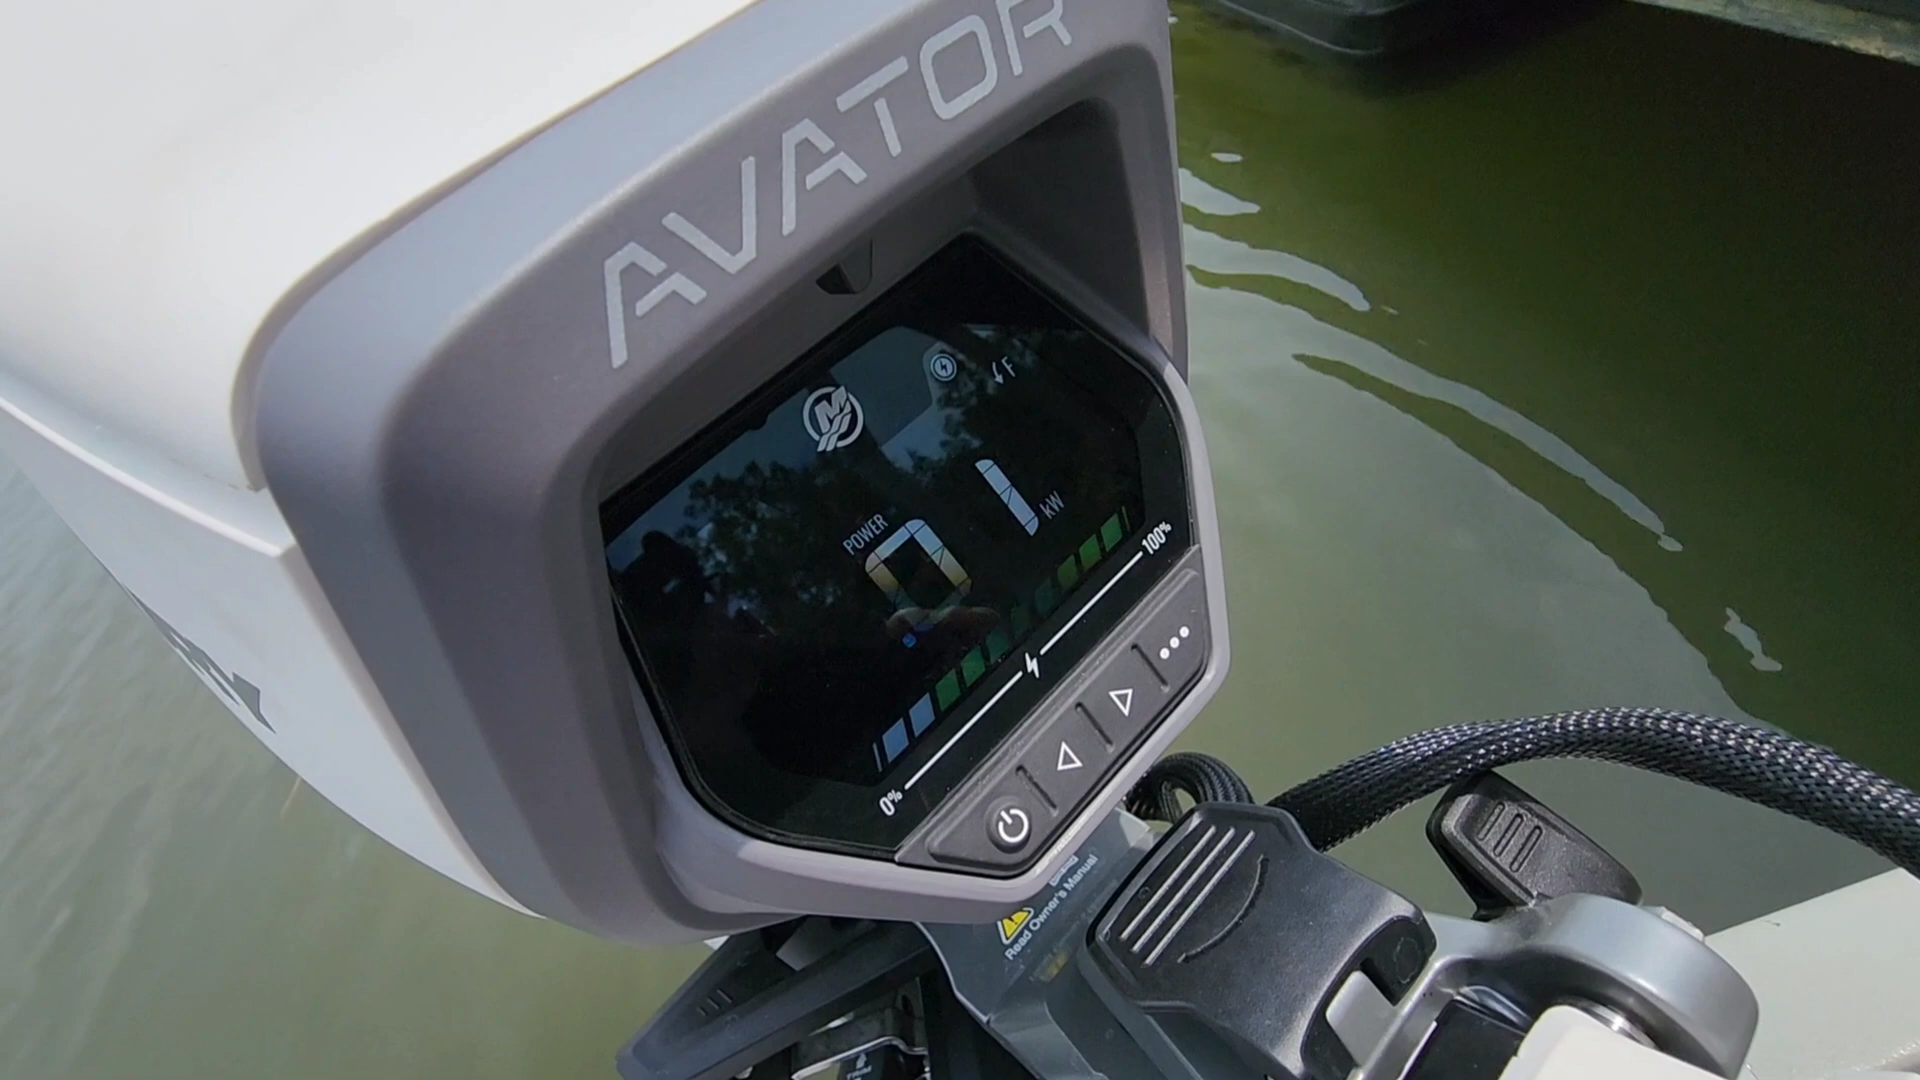 AVATOR
F
POWER
0 1 kW
0% 100%
Read Owner's Manual